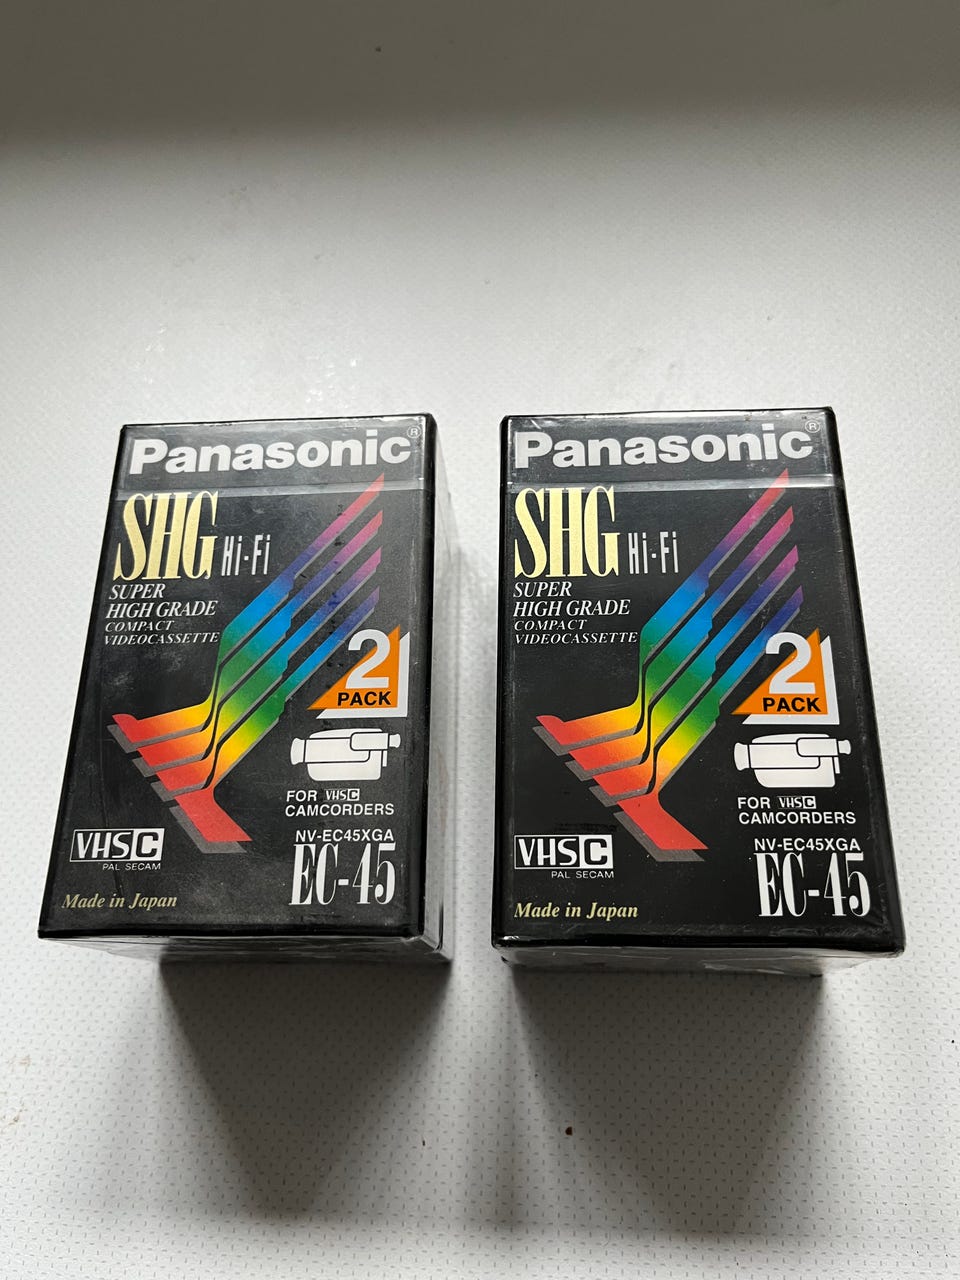 Panasonic®
SHG Hi-Fi
SUPER
HIGH GRADE
COMPACT
VIDEOCASSETTE
2
PACK
FOR VHSC
CAMCORDERS
NV-EC45XGA
EC-45
VHSC
PAL SECAM
Made in Japan
Panasonic®
SHG Hi-Fi
SUPER
HIGH GRADE
COMPACT
VIDEOCASSETTE
2
PACK
FOR VHSC
CAMCORDERS
NV-EC45XGA
EC-45
VHSC
PAL SECAM
Made in Japan